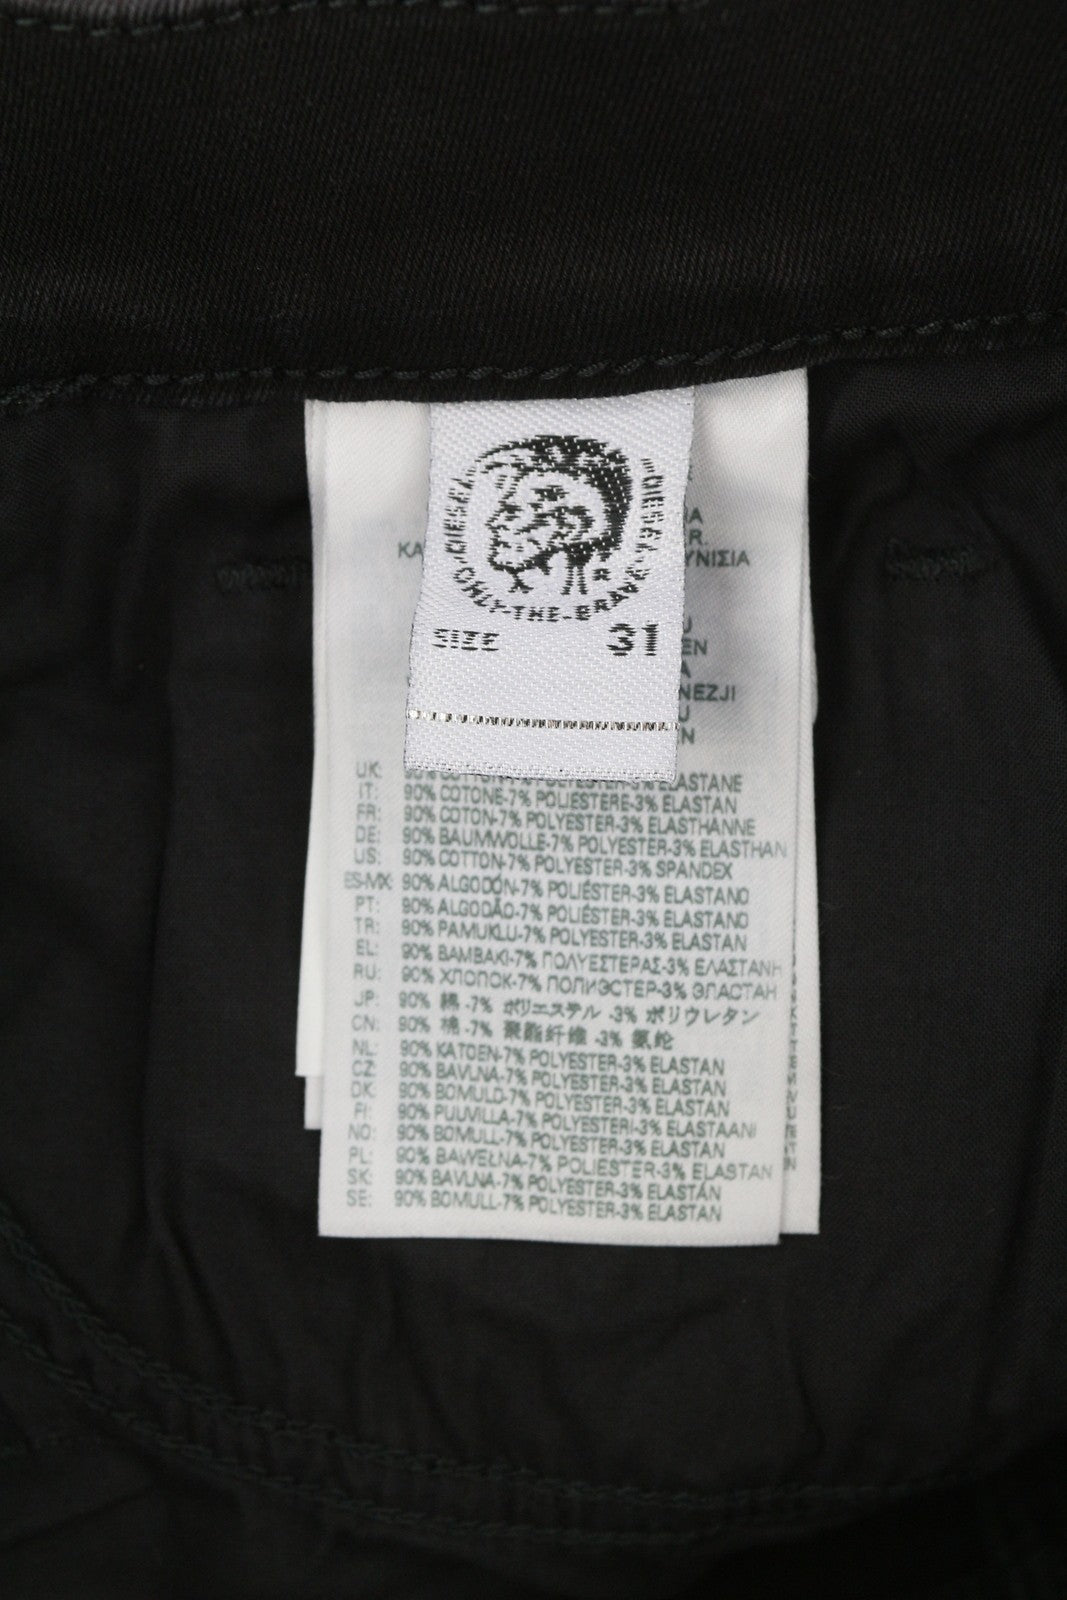 DIESEL
DIESEL
ONLY-THE-BRAVE
SIZE 31
R.
ΚΑ ΥΝΙΣΙΑ
EN
NEZJI
UK: 90% COTTON-7% POLYESTER-3% ELASTANE
IT: 90% COTONE-7% POLIESTERE-3% ELASTAN
FR: 90% COTON-7% POLYESTER-3% ELASTHANNE
DE: 90% BAUMWOLLE-7% POLYESTER-3% ELASTHAN
US: 90% COTTON-7% POLYESTER-3% SPANDEX
ES-MX: 90% ALGODÓN-7% POLIÉSTER-3% ELASTANO
PT: 90% ALGODÃO-7% POLIÉSTER-3% ELASTANO
TR: 90% PAMUKLU-7% POLYESTER-3% ELASTAN
EL: 90% ΒΑΜΒΑΚΙ-7% ΠΟΛΥΕΣΤΕΡΑΣ-3% ΕΛΑΣΤΑΝΗ
RU: 90% ХЛОПОК-7% ПОЛИЭСТЕР-3% ЭЛАСТАН
JP: 90% 綿 -7% ポリエステル -3% ポリウレタン
CN: 90% 棉 -7% 聚酯纤维 -3% 氨纶
NL: 90% KATOEN-7% POLYESTER-3% ELASTAN
CZ: 90% BAVLNA-7% POLYESTER-3% ELASTAN
DK: 90% BOMULD-7% POLYESTER-3% ELASTAN
FI: 90% PUUVILLA-7% POLYESTERI-3% ELASTAANI
NO: 90% BOMULL-7% POLYESTER-3% ELASTAN
PL: 90% BAWEŁNA-7% POLIESTER-3% ELASTAN
SK: 90% BAVLNA-7% POLYESTER-3% ELASTÁN
SE: 90% BOMULL-7% POLYESTER-3% ELASTAN